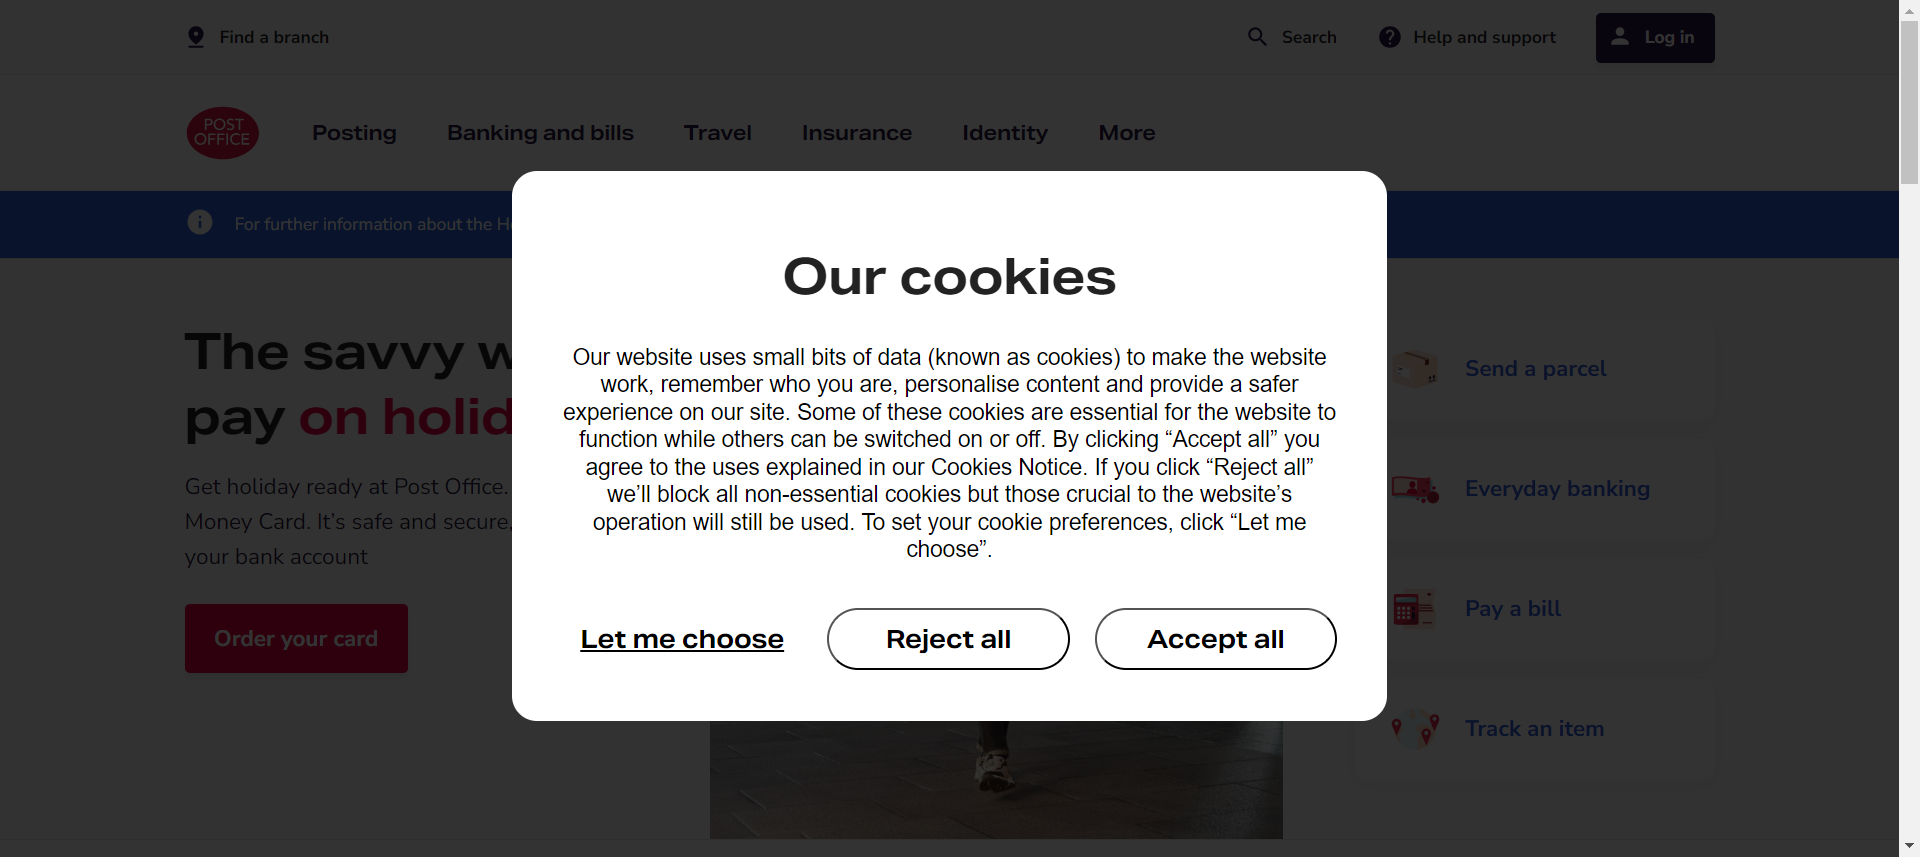 Find a branch
Search
Help and support
Log in
POST
OFFICE
Posting
Banking and bills
Travel
Insurance
Identity
More
For further information about the
The savvy
pay on
Get holiday ready at Post Office.
Money Card. It's safe and secure,
your bank account
Order your card
Our cookies
Our website uses small bits of data (known as cookies) to make the website
work, remember who you are, personalise content and provide a safer
experience on our site. Some of these cookies are essential for the website to
function while others can be switched on or off. By clicking “Accept all” you
agree to the uses explained in our Cookies Notice. If you click “Reject all”
we’ll block all non-essential cookies but those crucial to the website’s
operation will still be used. To set your cookie preferences, click “Let me
choose”.
Let me choose
Reject all
Accept all
Send a parcel
Everyday banking
Pay a bill
Track an item